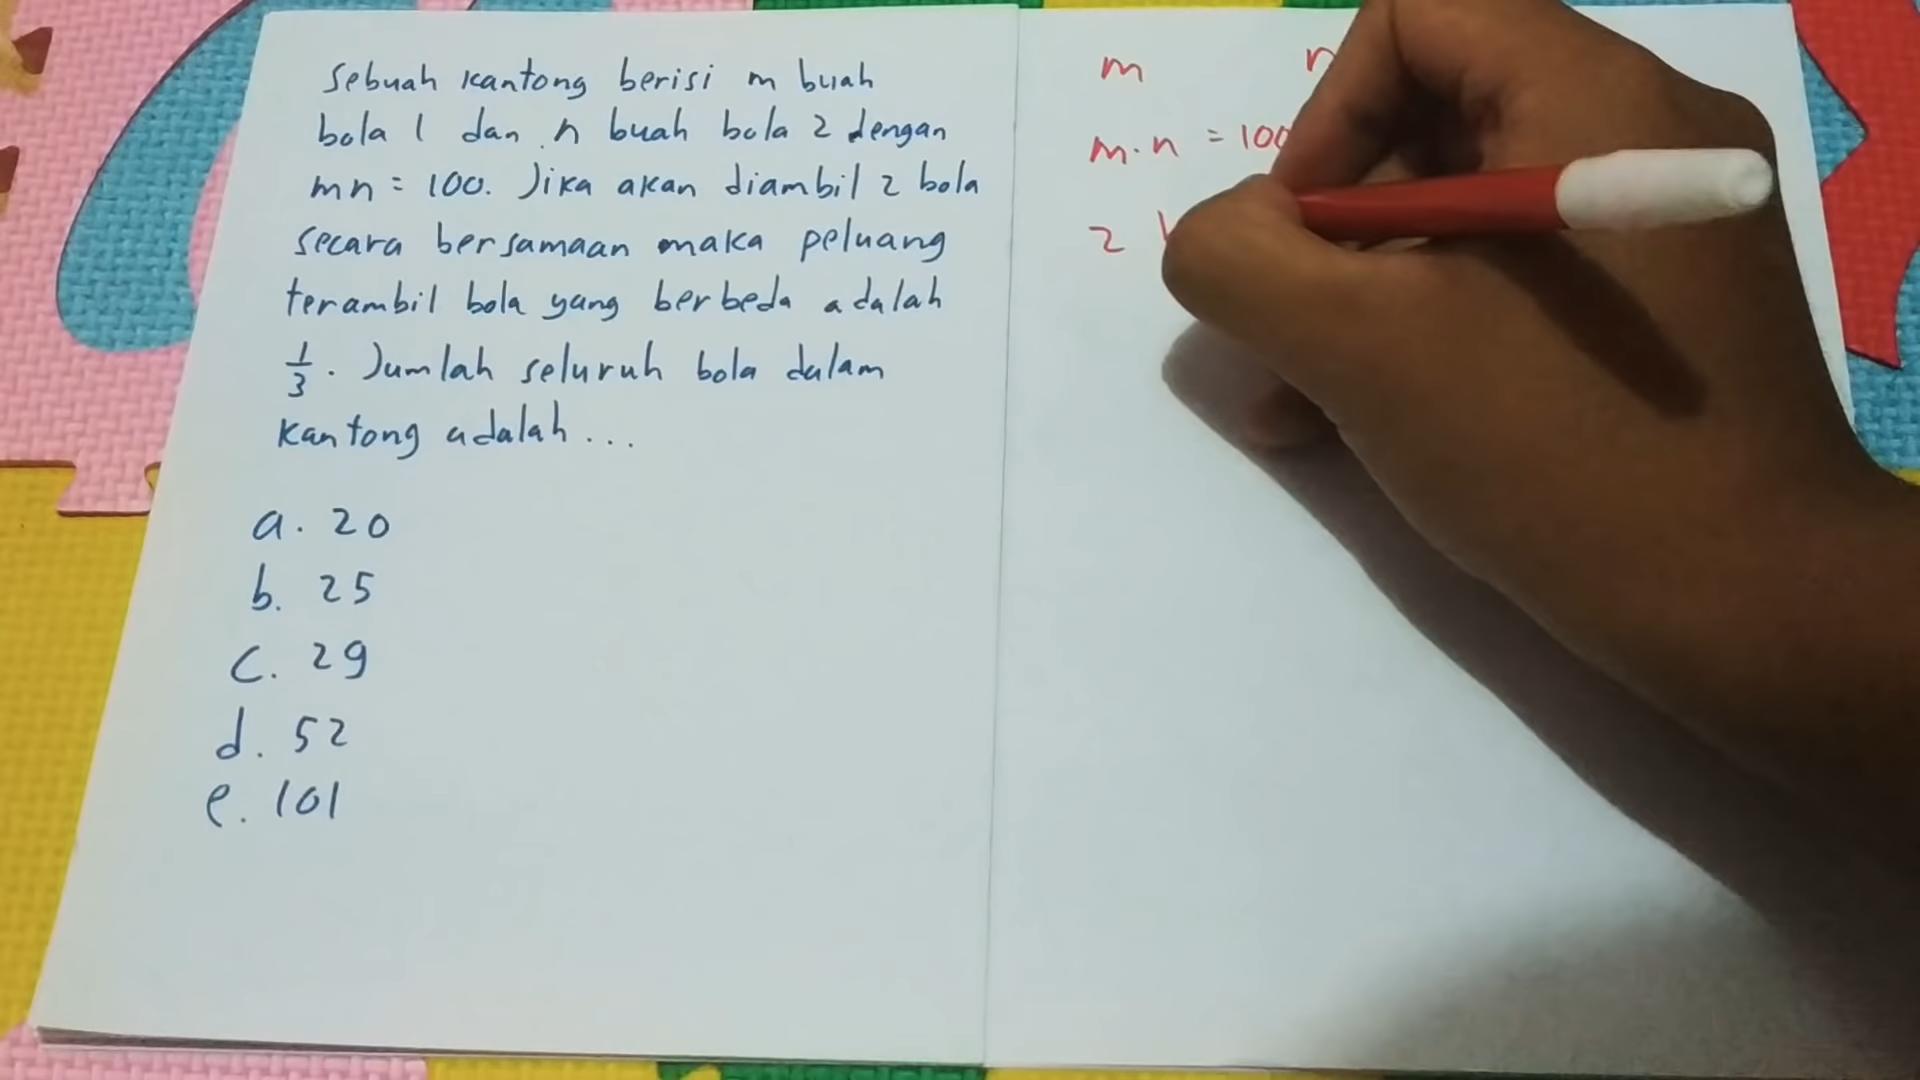 Sebuah kantong berisi m buah
bola 1 dan n buah bola 2 dengan
mn = 100. Jika akan diambil 2 bola
secara bersamaan maka peluang
terambil bola yang berbeda adalah
1/3. Jumlah seluruh bola dalam
kantong adalah ...
a. 20
b. 25
c. 29
d. 52
e. 101
m n
m.n = 100
2